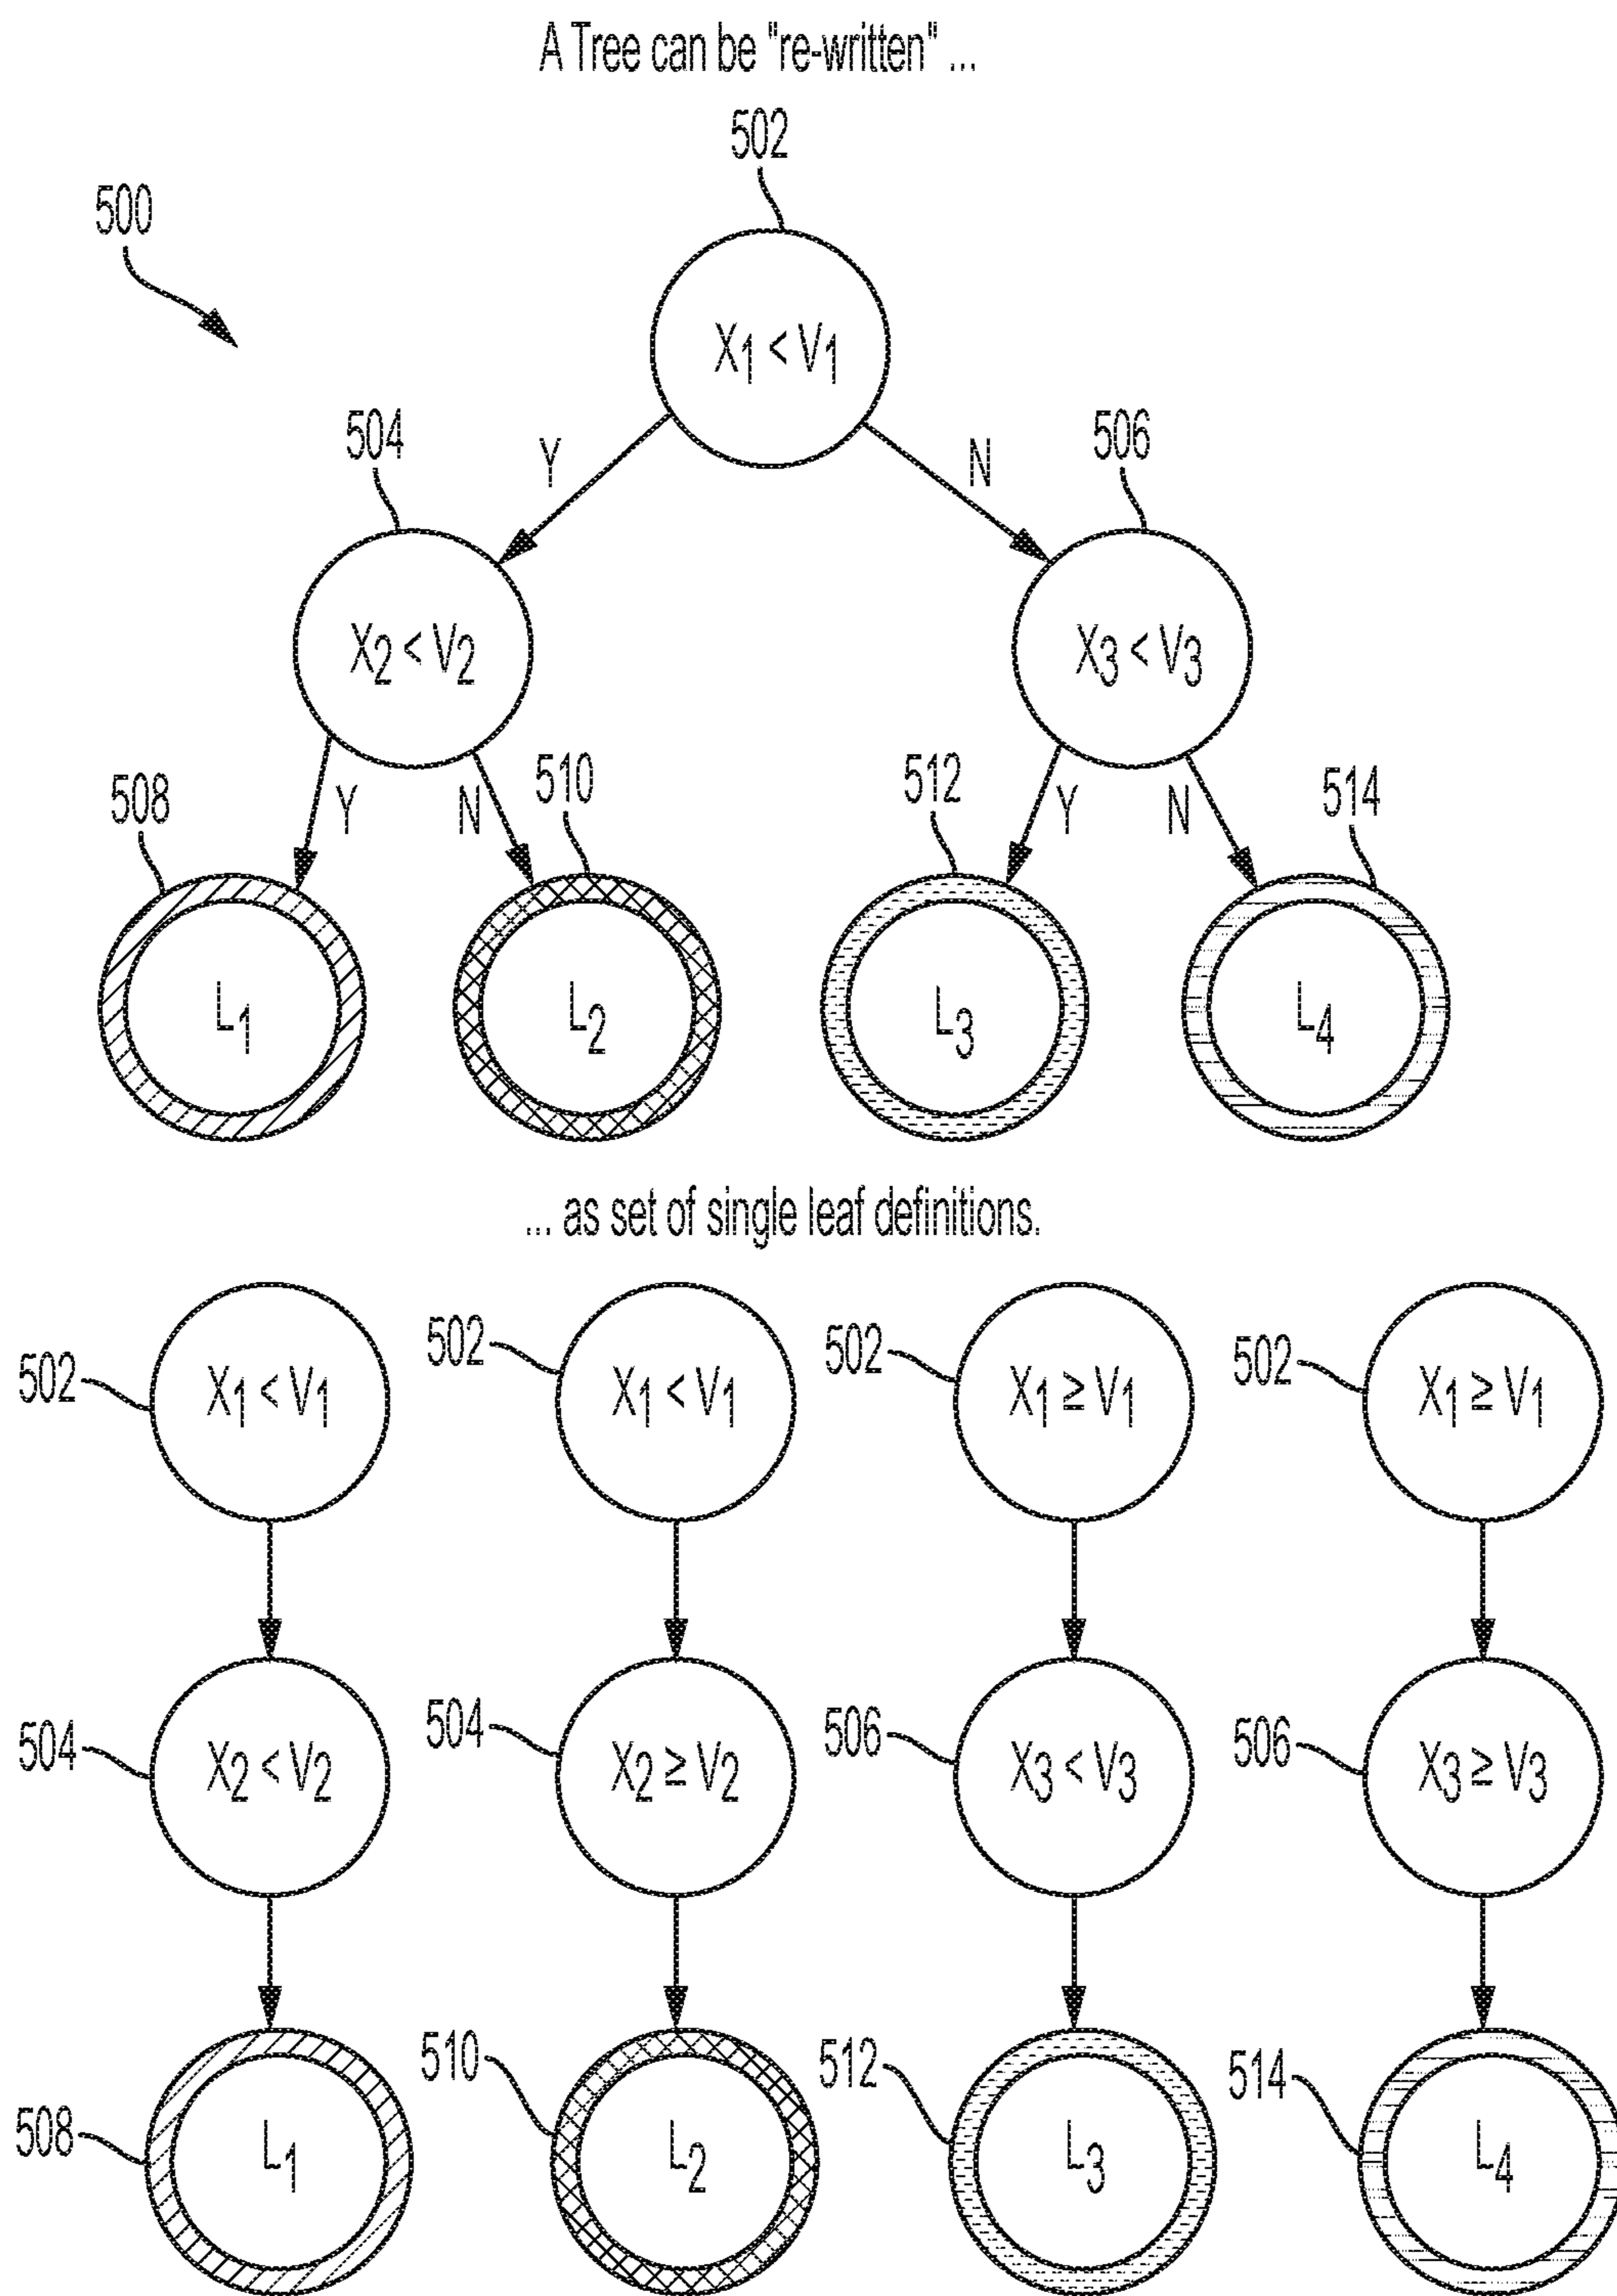 A Tree can be "re-written" ...
502
500
X₁ < V₁
504 Y N 506
X₂ < V₂ X₃ < V₃
508 Y N 510 512 Y N 514
L₁ L₂ L₃ L₄
... as set of single leaf definitions.
502 X₁ < V₁ 502 X₁ < V₁ 502 X₁ ≥ V₁ 502 X₁ ≥ V₁
504 X₂ < V₂ 504 X₂ ≥ V₂ 506 X₃ < V₃ 506 X₃ ≥ V₃
508 L₁ 510 L₂ 512 L₃ 514 L₄